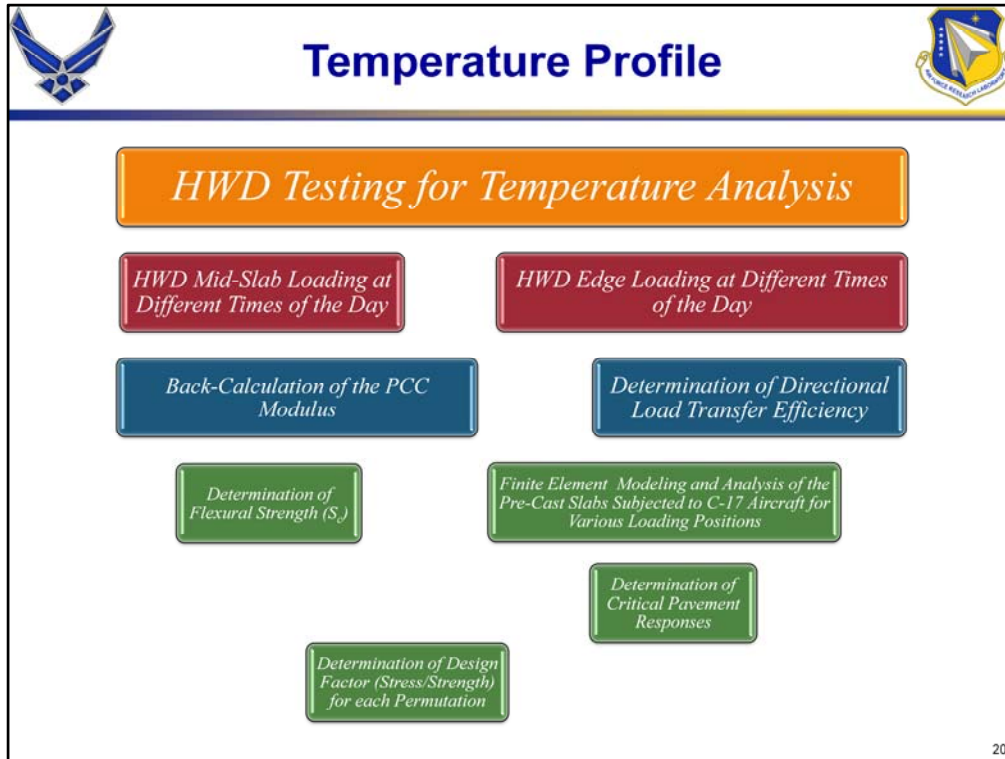 Temperature Profile
AIR FORCE RESEARCH LABORATORY
HWD Testing for Temperature Analysis
HWD Mid-Slab Loading at
Different Times of the Day
HWD Edge Loading at Different Times
of the Day
Back-Calculation of the PCC
Modulus
Determination of Directional
Load Transfer Efficiency
Determination of
Flexural Strength (Sc)
Finite Element Modeling and Analysis of the
Pre-Cast Slabs Subjected to C-17 Aircraft for
Various Loading Positions
Determination of
Critical Pavement
Responses
Determination of Design
Factor (Stress/Strength)
for each Permutation
20